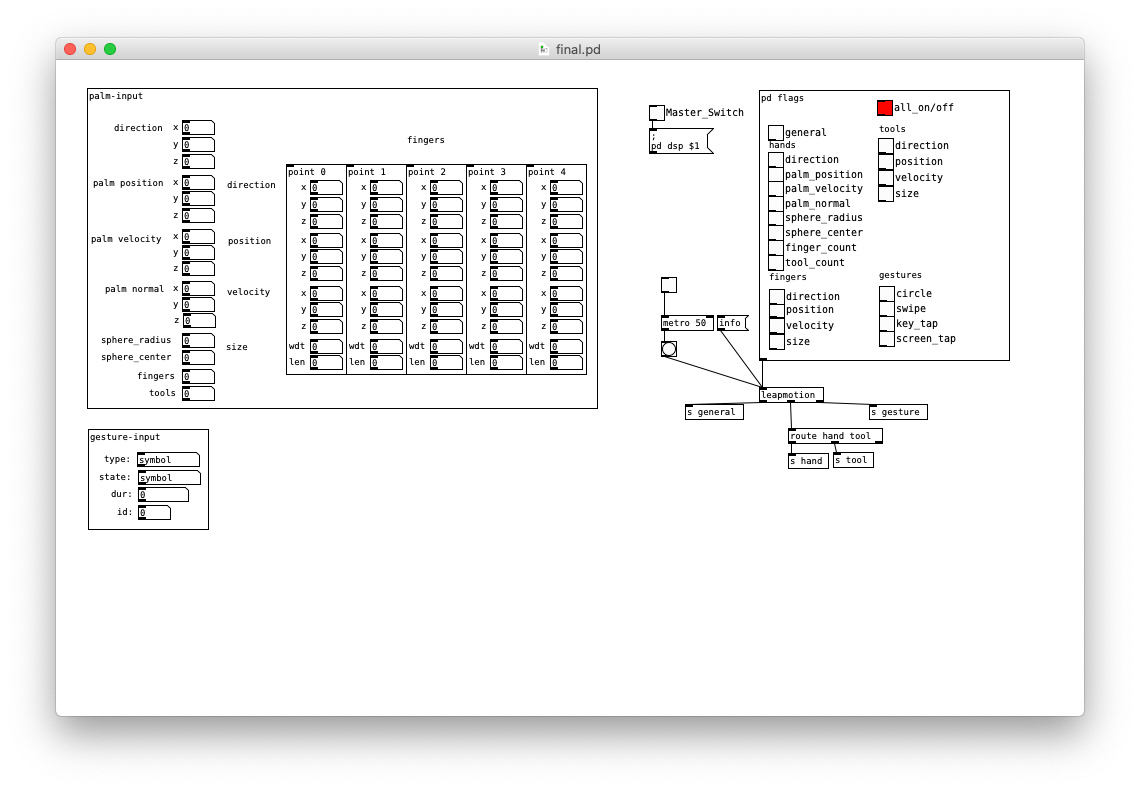 final.pd
palm-input
direction x 0
y 0
z 0
palm position x 0
y 0
z 0
palm velocity x 0
y 0
z 0
palm normal x 0
y 0
z 0
sphere_radius 0
sphere_center 0
fingers 0
tools 0
fingers
direction
position
velocity
size
point 0
x 0
y 0
z 0
x 0
y 0
z 0
x 0
y 0
z 0
wdt 0
len 0
point 1
x 0
y 0
z 0
x 0
y 0
z 0
x 0
y 0
z 0
wdt 0
len 0
point 2
x 0
y 0
z 0
x 0
y 0
z 0
x 0
y 0
z 0
wdt 0
len 0
point 3
x 0
y 0
z 0
x 0
y 0
z 0
x 0
y 0
z 0
wdt 0
len 0
point 4
x 0
y 0
z 0
x 0
y 0
z 0
x 0
y 0
z 0
wdt 0
len 0
gesture-input
type: symbol
state: symbol
dur: 0
id: 0
Master_Switch
;
pd dsp $1
metro 50
info
pd flags
all_on/off
general
hands
direction
palm_position
palm_velocity
palm_normal
sphere_radius
sphere_center
finger_count
tool_count
fingers
direction
position
velocity
size
tools
direction
position
velocity
size
gestures
circle
swipe
key_tap
screen_tap
leapmotion
s general
s gesture
route hand tool
s hand
s tool